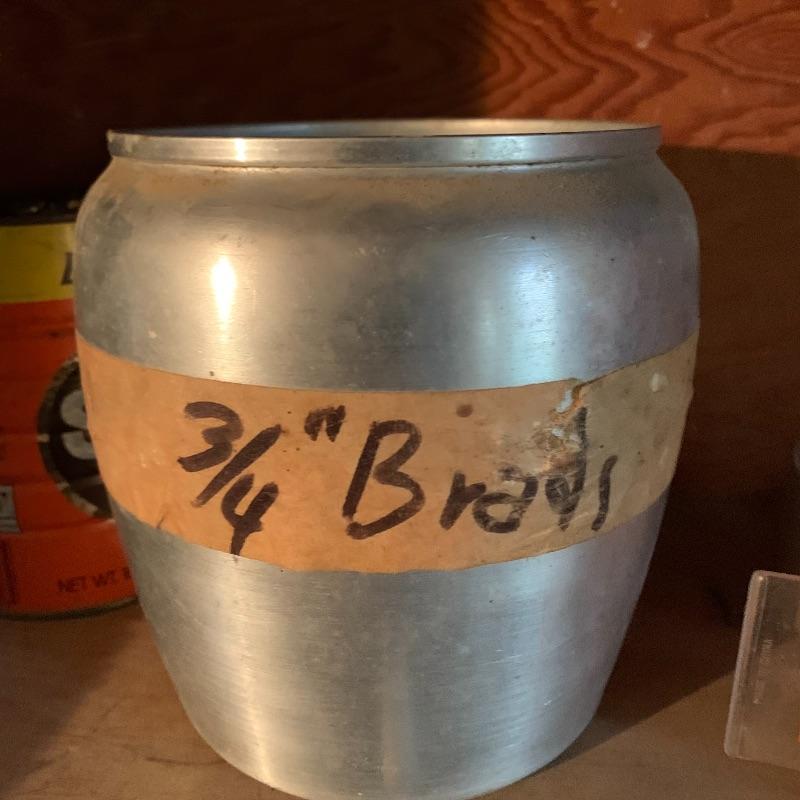 3/4" Brads
NET WT.